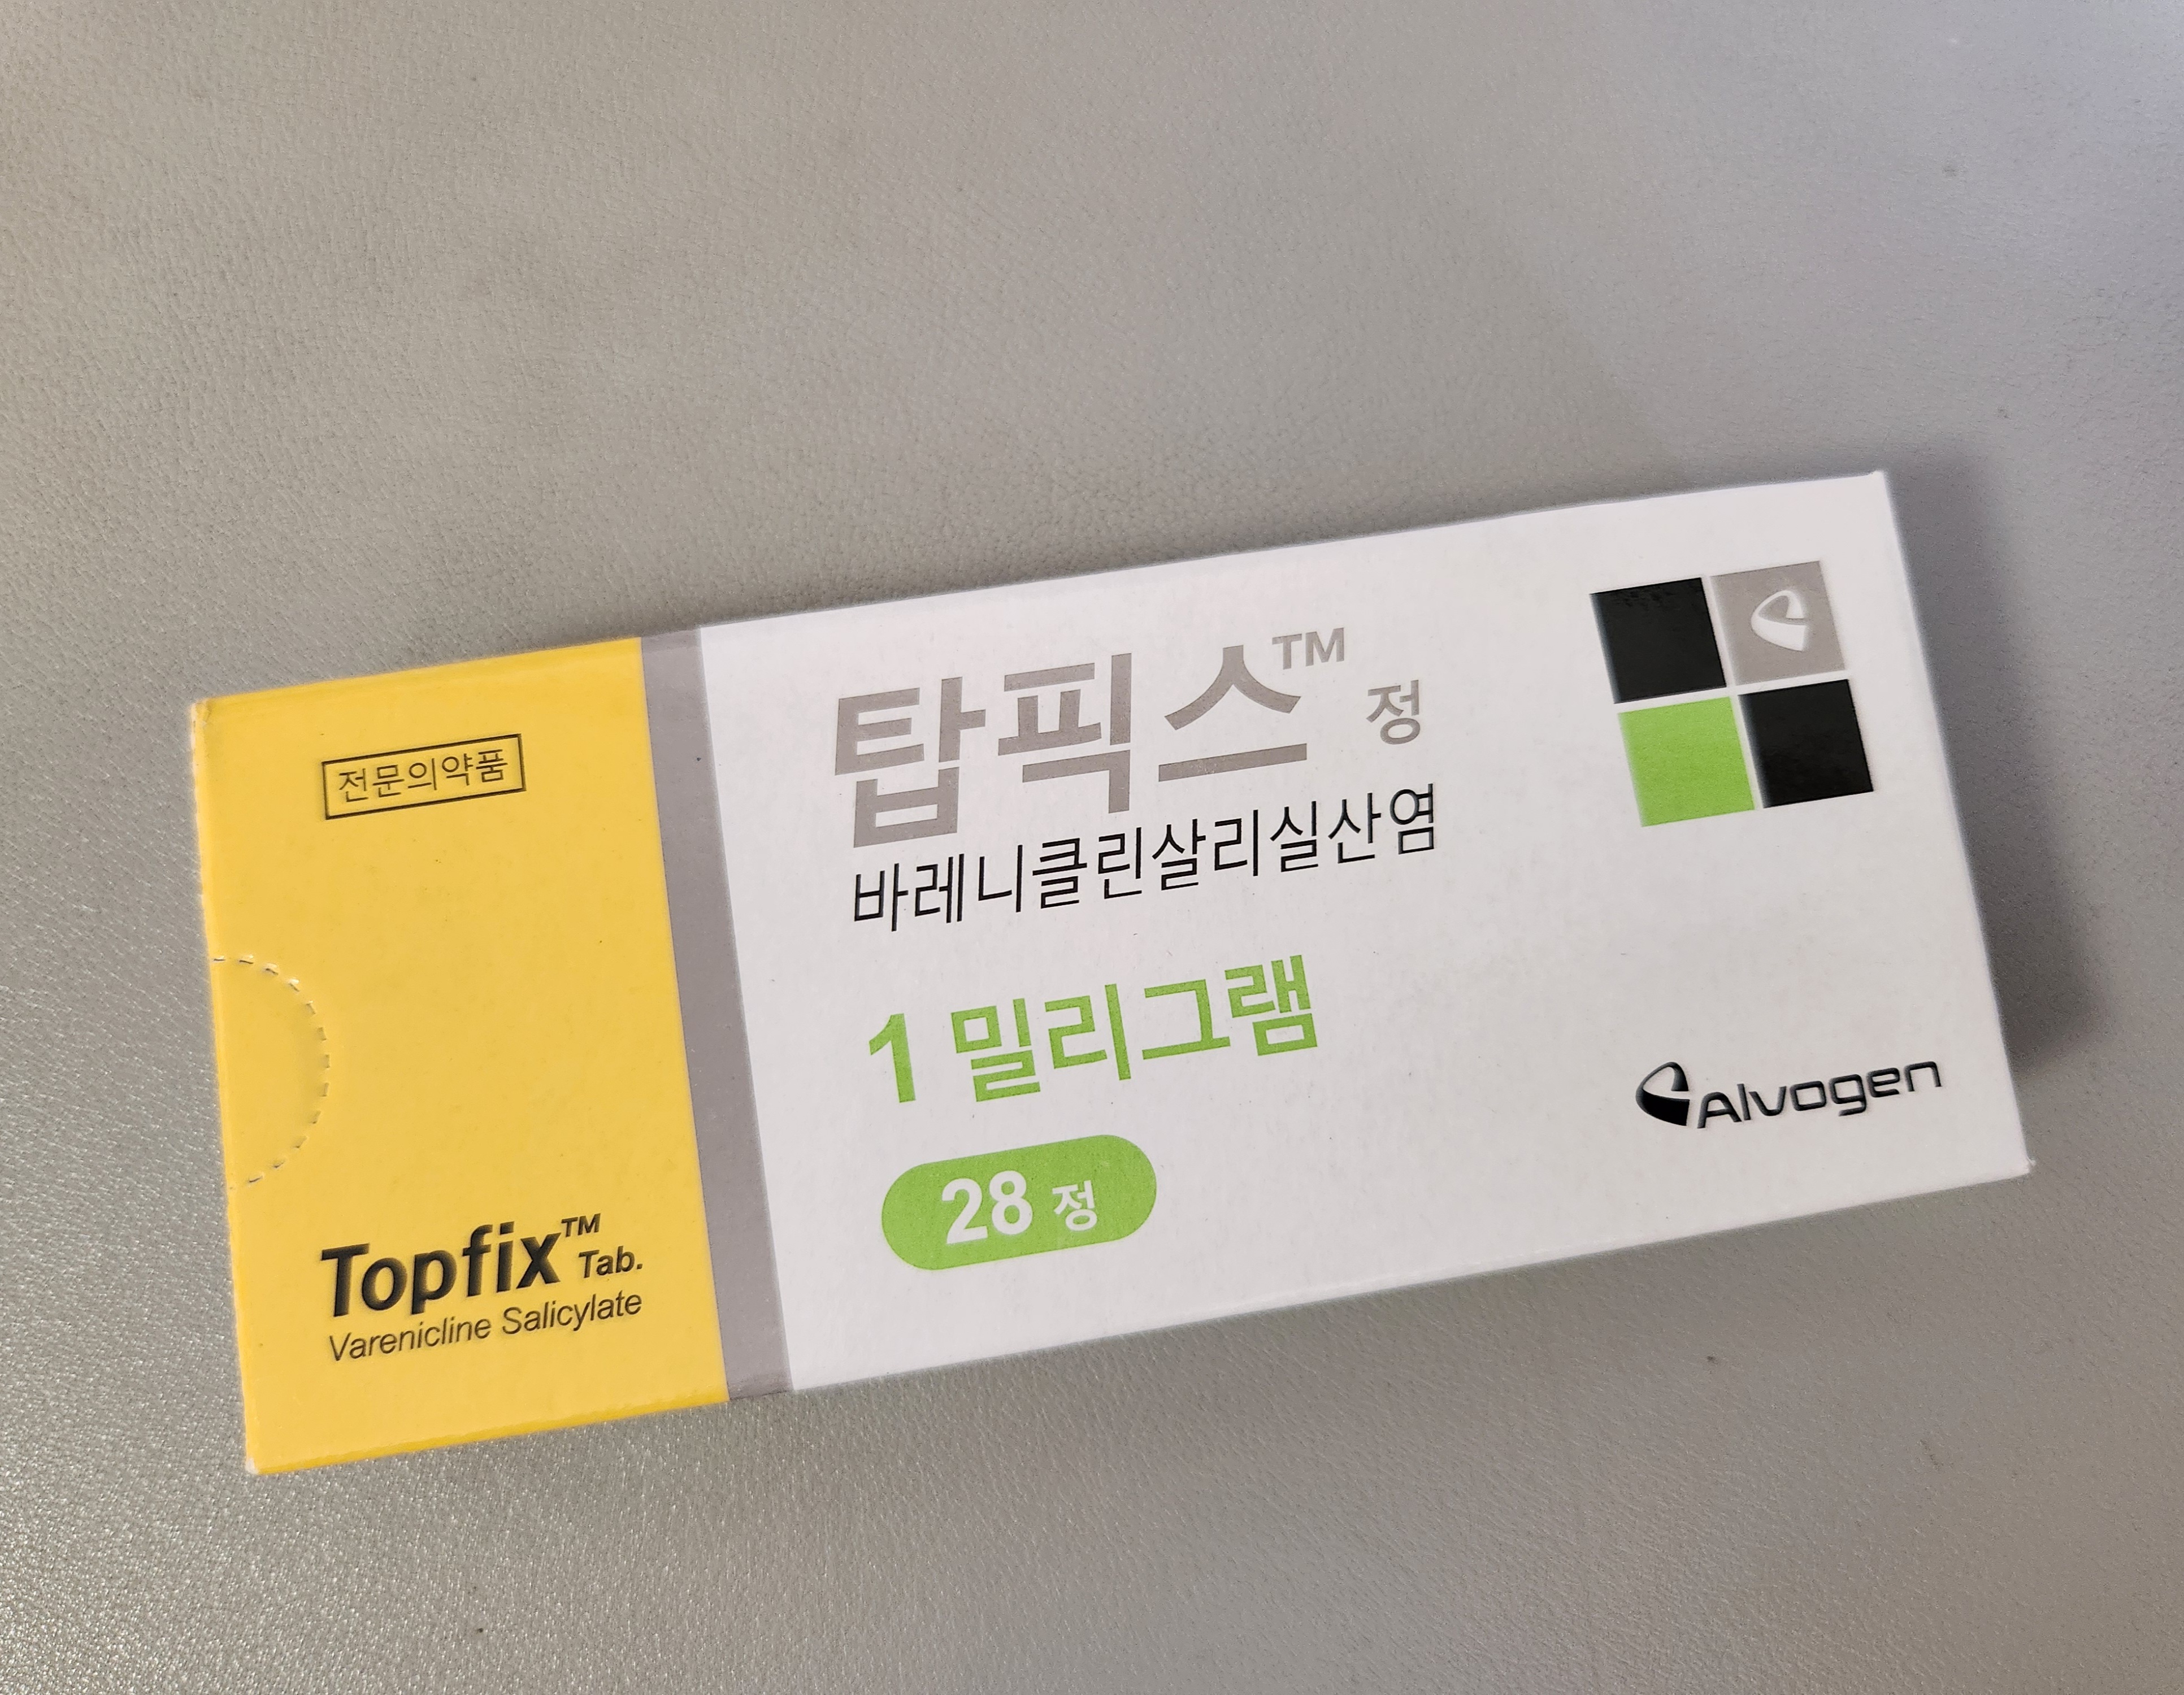 전문의약품
Topfix™ Tab.
Varenicline Salicylate
탑픽스™ 정
바레니클린살리실산염
1 밀리그램
28 정
Alvogen